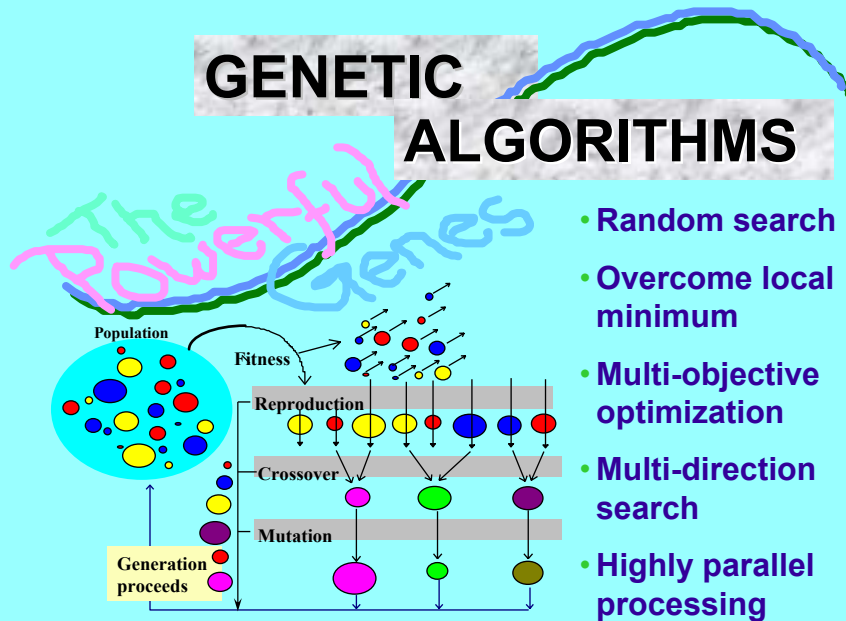 GENETIC
ALGORITHMS
The
Powerful
Genes
• Random search
• Overcome local
minimum
• Multi-objective
optimization
• Multi-direction
search
• Highly parallel
processing
Population
Fitness
Reproduction
Crossover
Mutation
Generation
proceeds